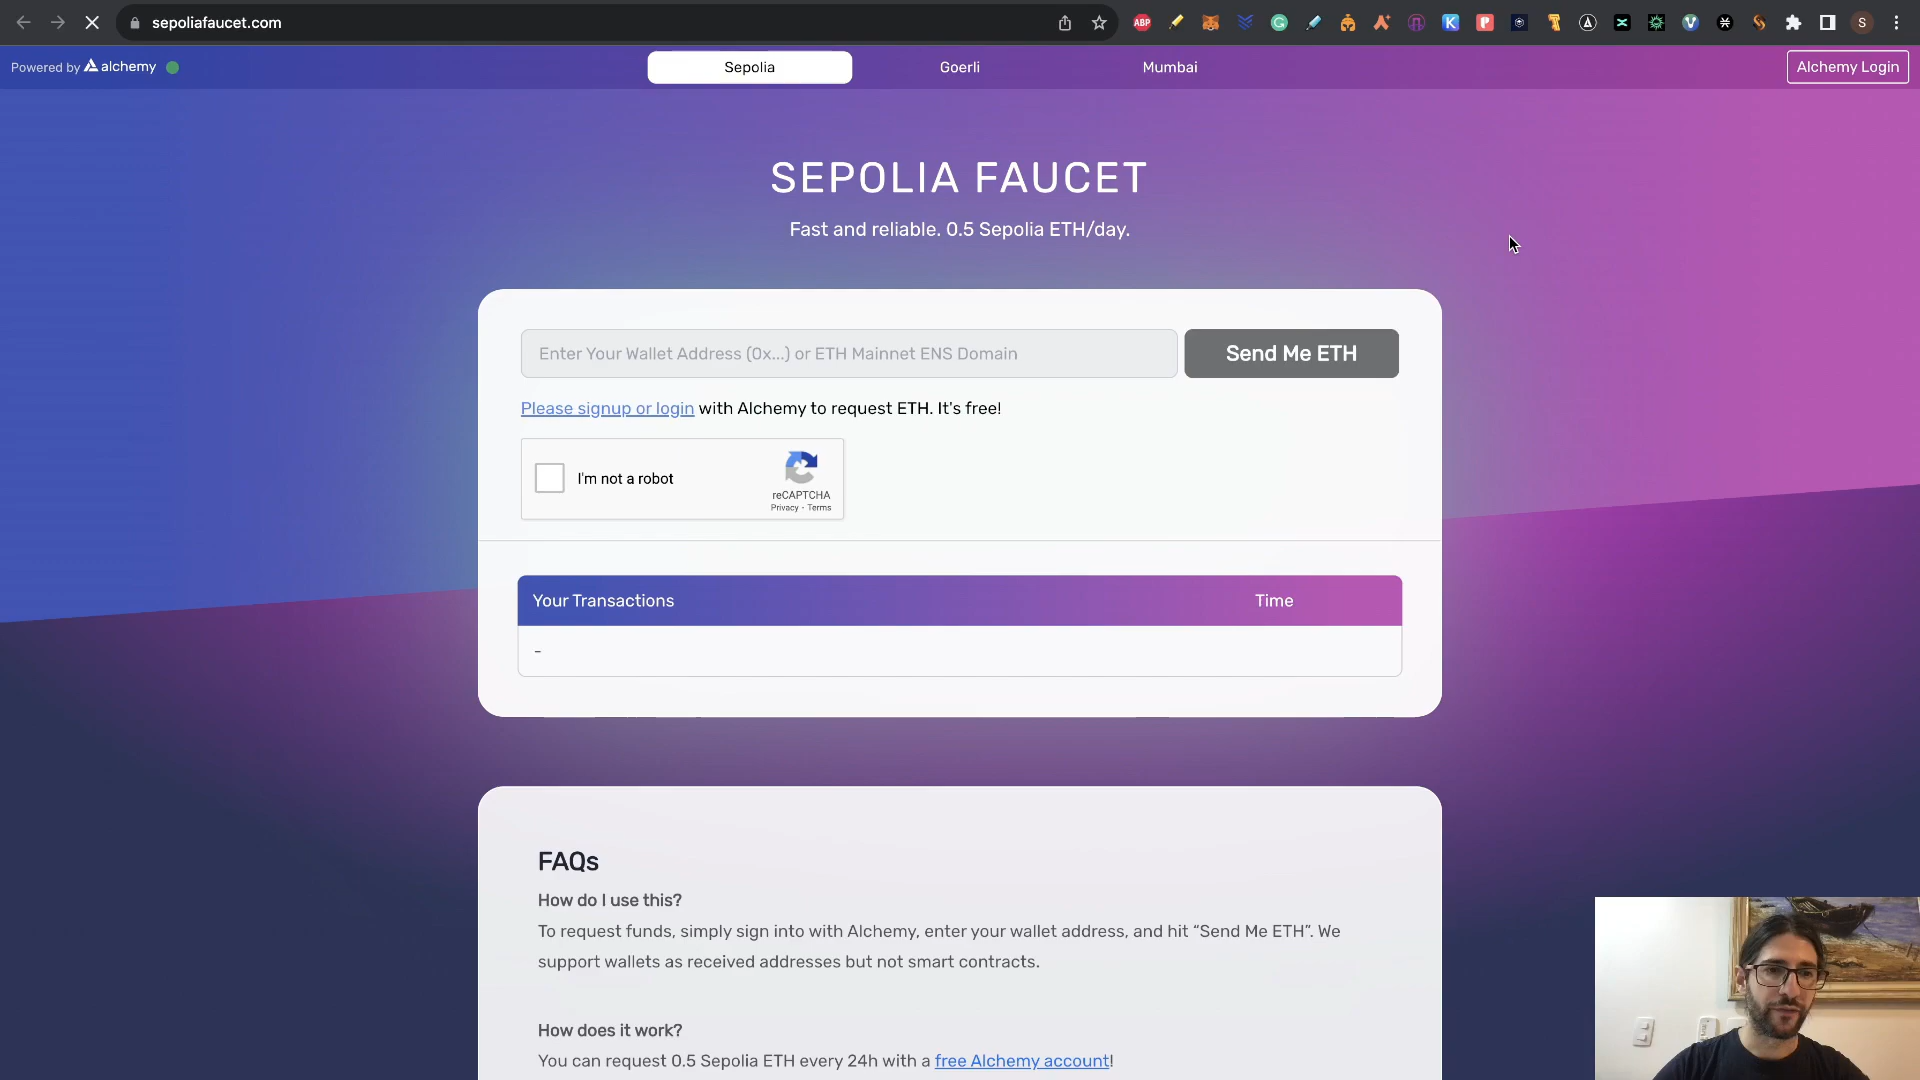 sepoliafaucet.com
ABP
S
Powered by alchemy
Sepolia
Goerli
Mumbai
Alchemy Login
SEPOLIA FAUCET
Fast and reliable. 0.5 Sepolia ETH/day.
Enter Your Wallet Address (0x...) or ETH Mainnet ENS Domain
Send Me ETH
Please signup or login with Alchemy to request ETH. It's free!
I'm not a robot
reCAPTCHA
Privacy - Terms
Your Transactions
Time
-
FAQs
How do I use this?
To request funds, simply sign into with Alchemy, enter your wallet address, and hit “Send Me ETH”. We
support wallets as received addresses but not smart contracts.
How does it work?
You can request 0.5 Sepolia ETH every 24h with a free Alchemy account!